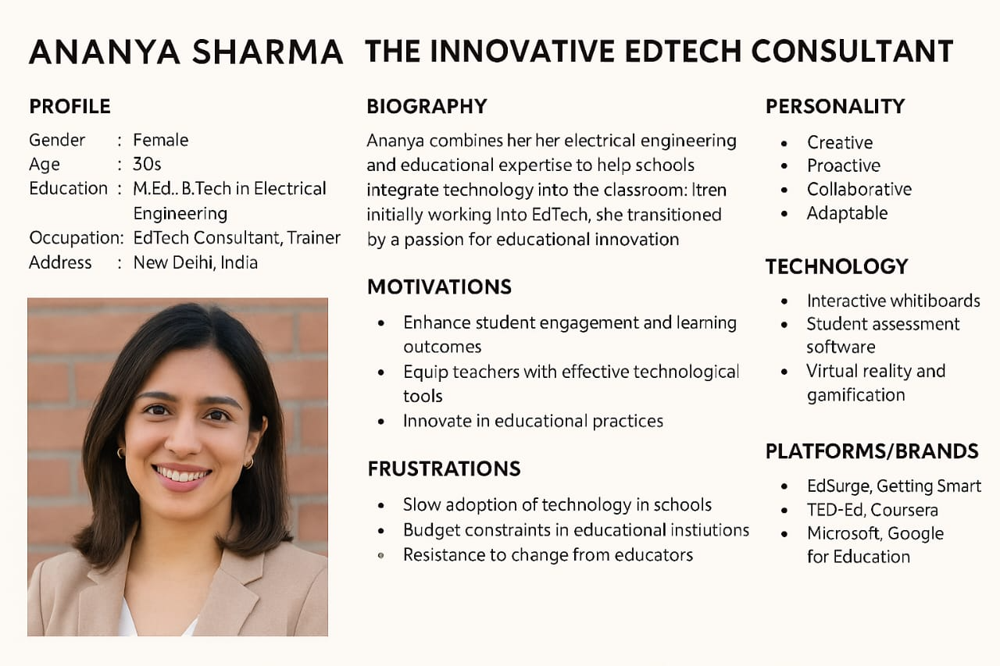 ANANYA SHARMA THE INNOVATIVE EDTECH CONSULTANT
PROFILE
Gender : Female
Age : 30s
Education : M.Ed.. B.Tech in Electrical
Engineering
Occupation: EdTech Consultant, Trainer
Address : New Deihi, India
BIOGRAPHY
Ananya combines her her electrical engineering
and educational expertise to help schools
integrate technology into the classroom: Itren
initially working Into EdTech, she transitioned
by a passion for educational innovation
MOTIVATIONS
• Enhance student engagement and learning
outcomes
• Equip teachers with effective technological
tools
• Innovate in educational practices
FRUSTRATIONS
• Slow adoption of technology in schools
• Budget constraints in educational instiutions
• Resistance to change from educators
PERSONALITY
• Creative
• Proactive
• Collaborative
• Adaptable
TECHNOLOGY
• Interactive whitiboards
• Student assessment
software
• Virtual reality and
gamification
PLATFORMS/BRANDS
• EdSurge, Getting Smart
• TED-Ed, Coursera
• Microsoft, Google
for Education